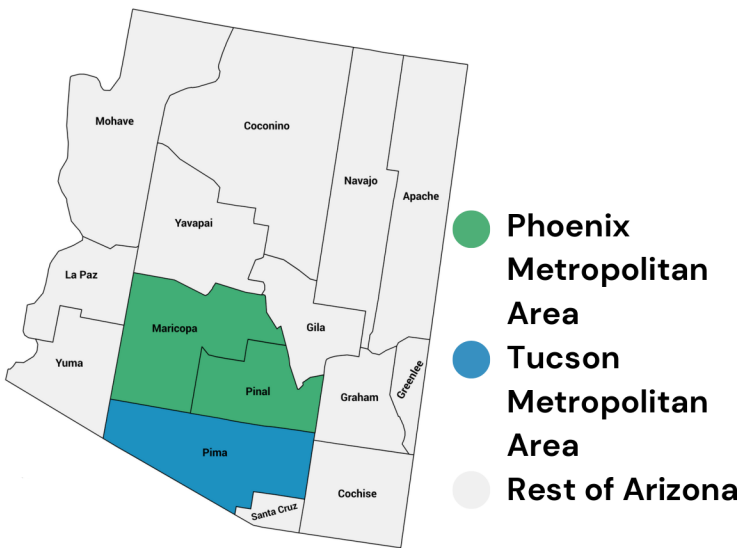 Mohave
Coconino
Navajo
Apache
Yavapai
La Paz
Maricopa
Gila
Yuma
Pinal
Graham
Greenlee
Pima
Cochise
Santa Cruz
Phoenix
Metropolitan
Area
Tucson
Metropolitan
Area
Rest of Arizona